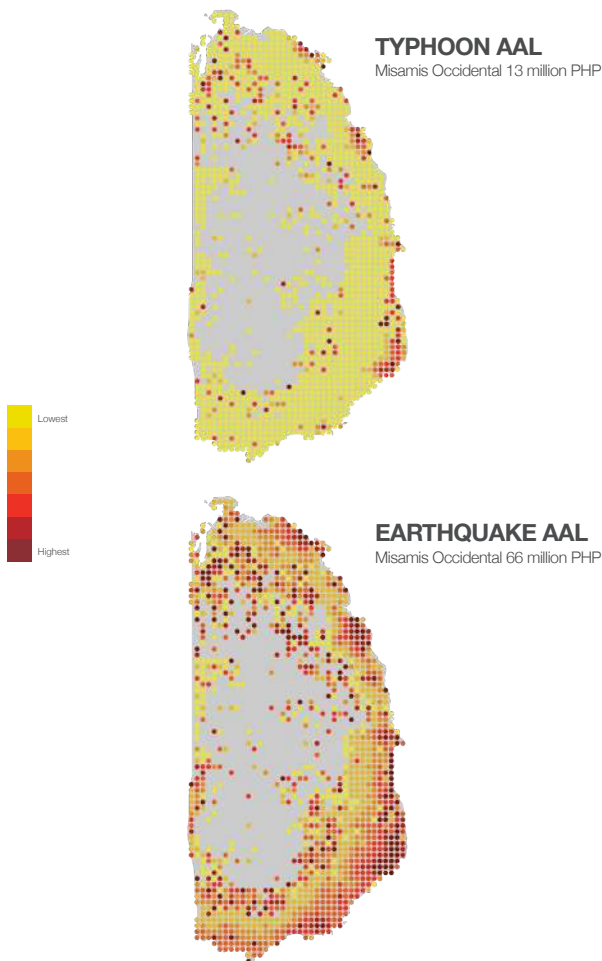 TYPHOON AAL
Misamis Occidental 13 million PHP
Lowest
Highest
EARTHQUAKE AAL
Misamis Occidental 66 million PHP